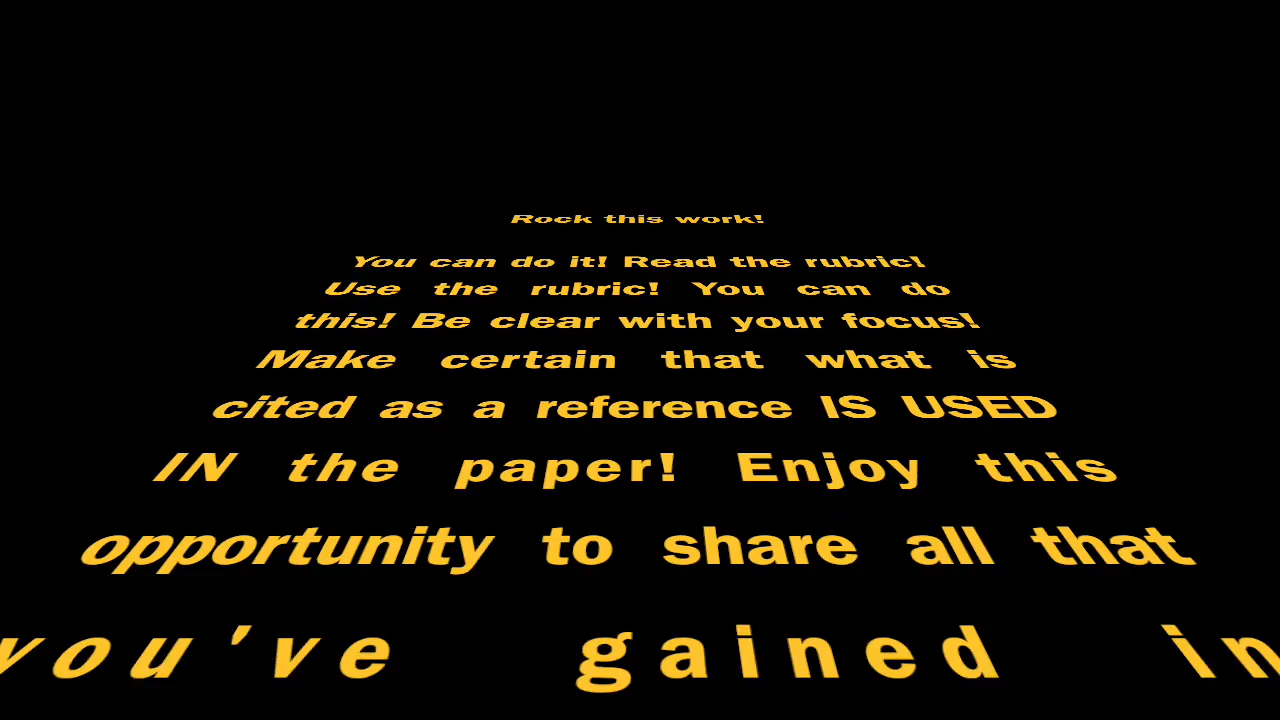 Rock this work!
You can do it! Read the rubric!
Use the rubric! You can do
this! Be clear with your focus!
Make certain that what is
cited as a reference IS USED
IN the paper! Enjoy this
opportunity to share all that
you've gained in